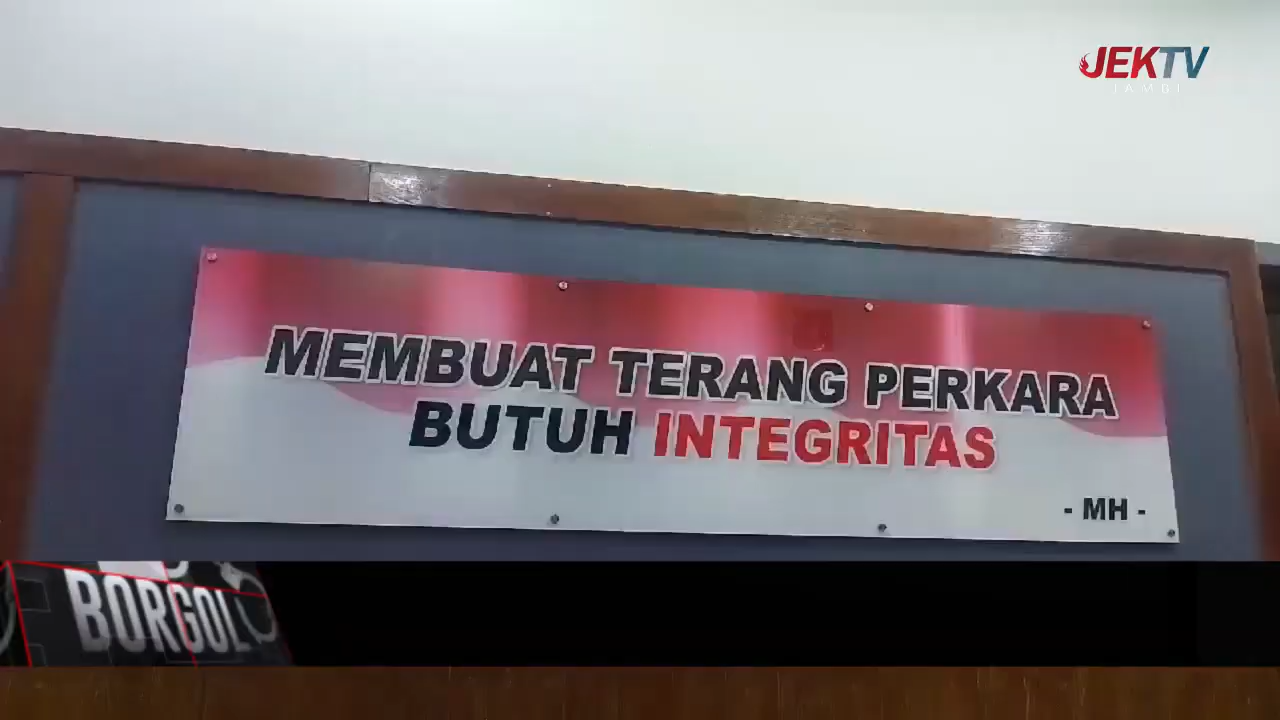 JEKTV
JAMBI
MEMBUAT TERANG PERKARA
BUTUH INTEGRITAS
- MH -
BORGOL